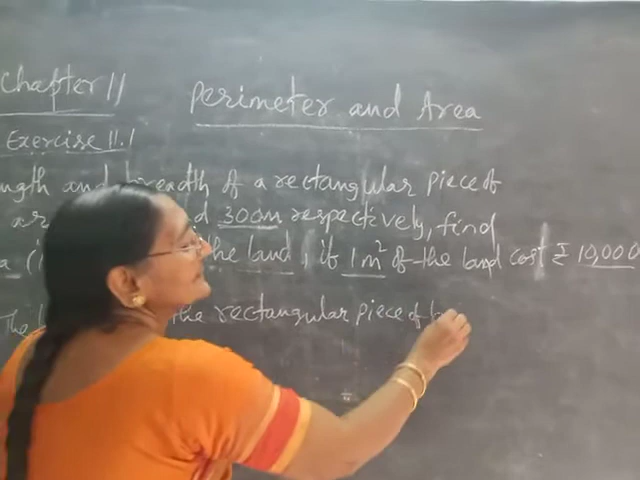 Chapter 11
Perimeter and Area
Exercise 11.1
ngth and breadth of a rectangular piece of
ar d 300m respectively, find
a (i the land, if 1 m² of the land cost ₹ 10,000
The l the rectangular piece of l